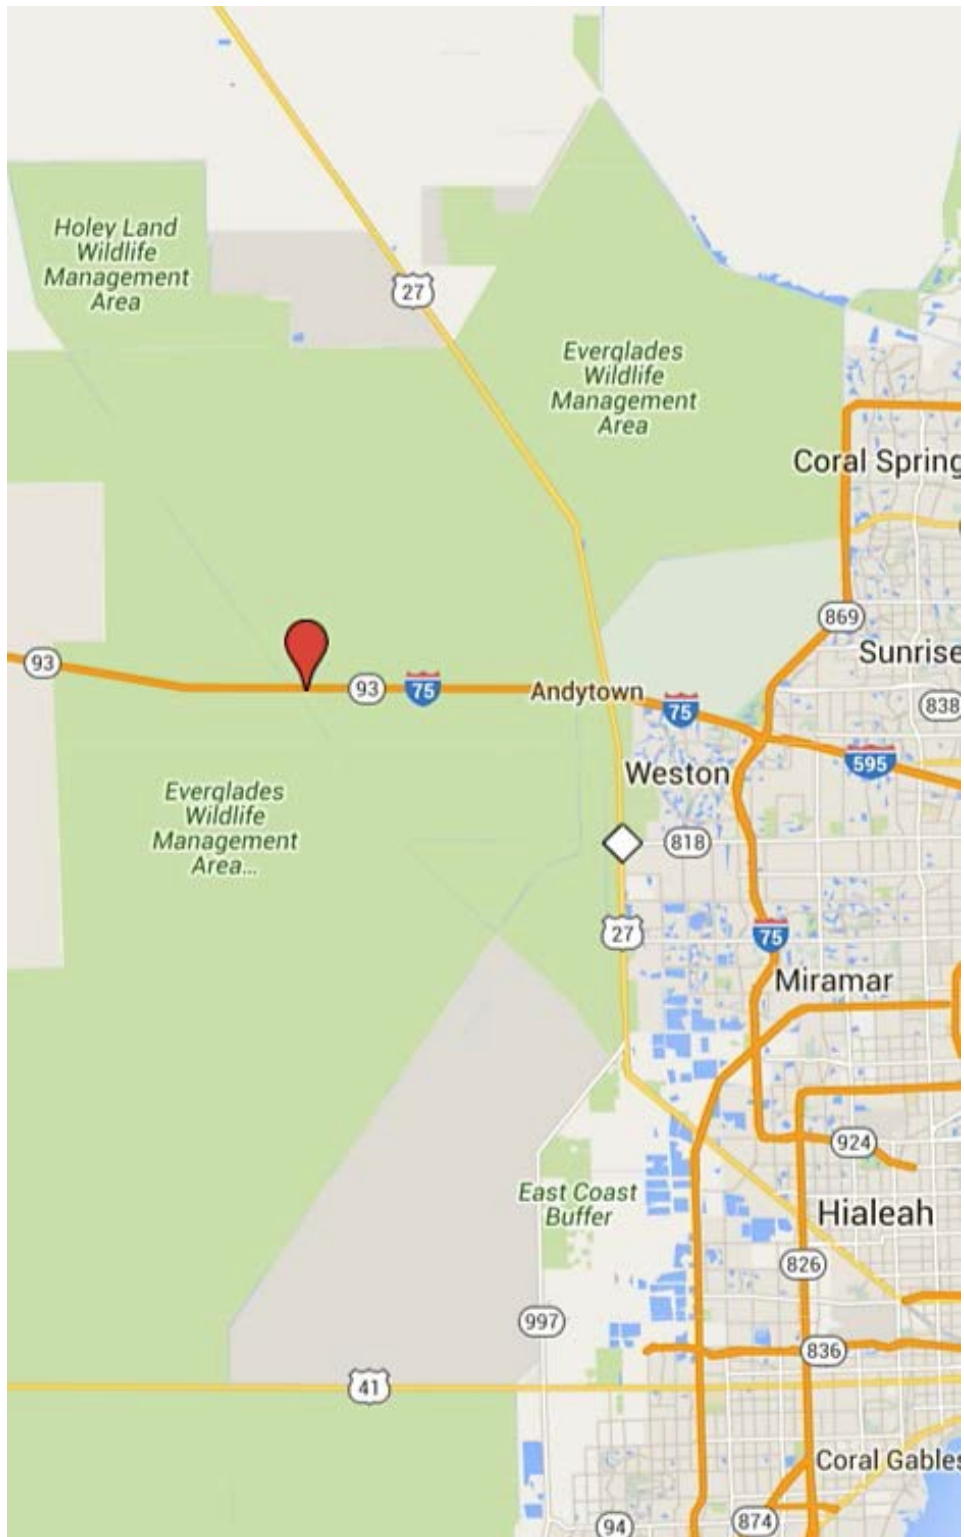 Holey Land
Wildlife
Management
Area
27
Everglades
Wildlife
Management
Area
Coral Spring
869
Sunrise
93
93
75
Andytown
75
838
Weston
595
Everglades
Wildlife
Management
Area...
818
27
75
Miramar
924
East Coast
Buffer
Hialeah
826
997
836
41
Coral Gables
94
874